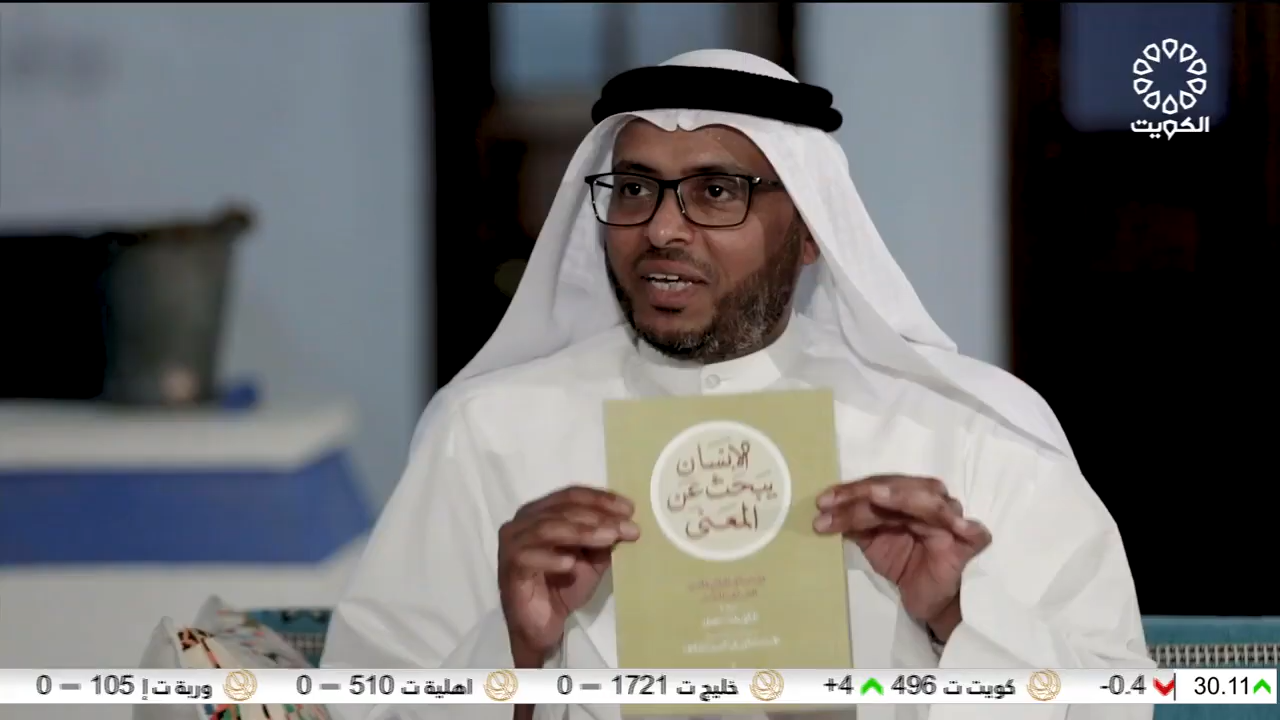 الكويت
الإنسان
يبحث عن
المعنى
30.11 -0.4 كويت ت 496 +4 خليج ت 1721 – 0 اهلية ت 510 – 0 وربة ت إ 105 – 0